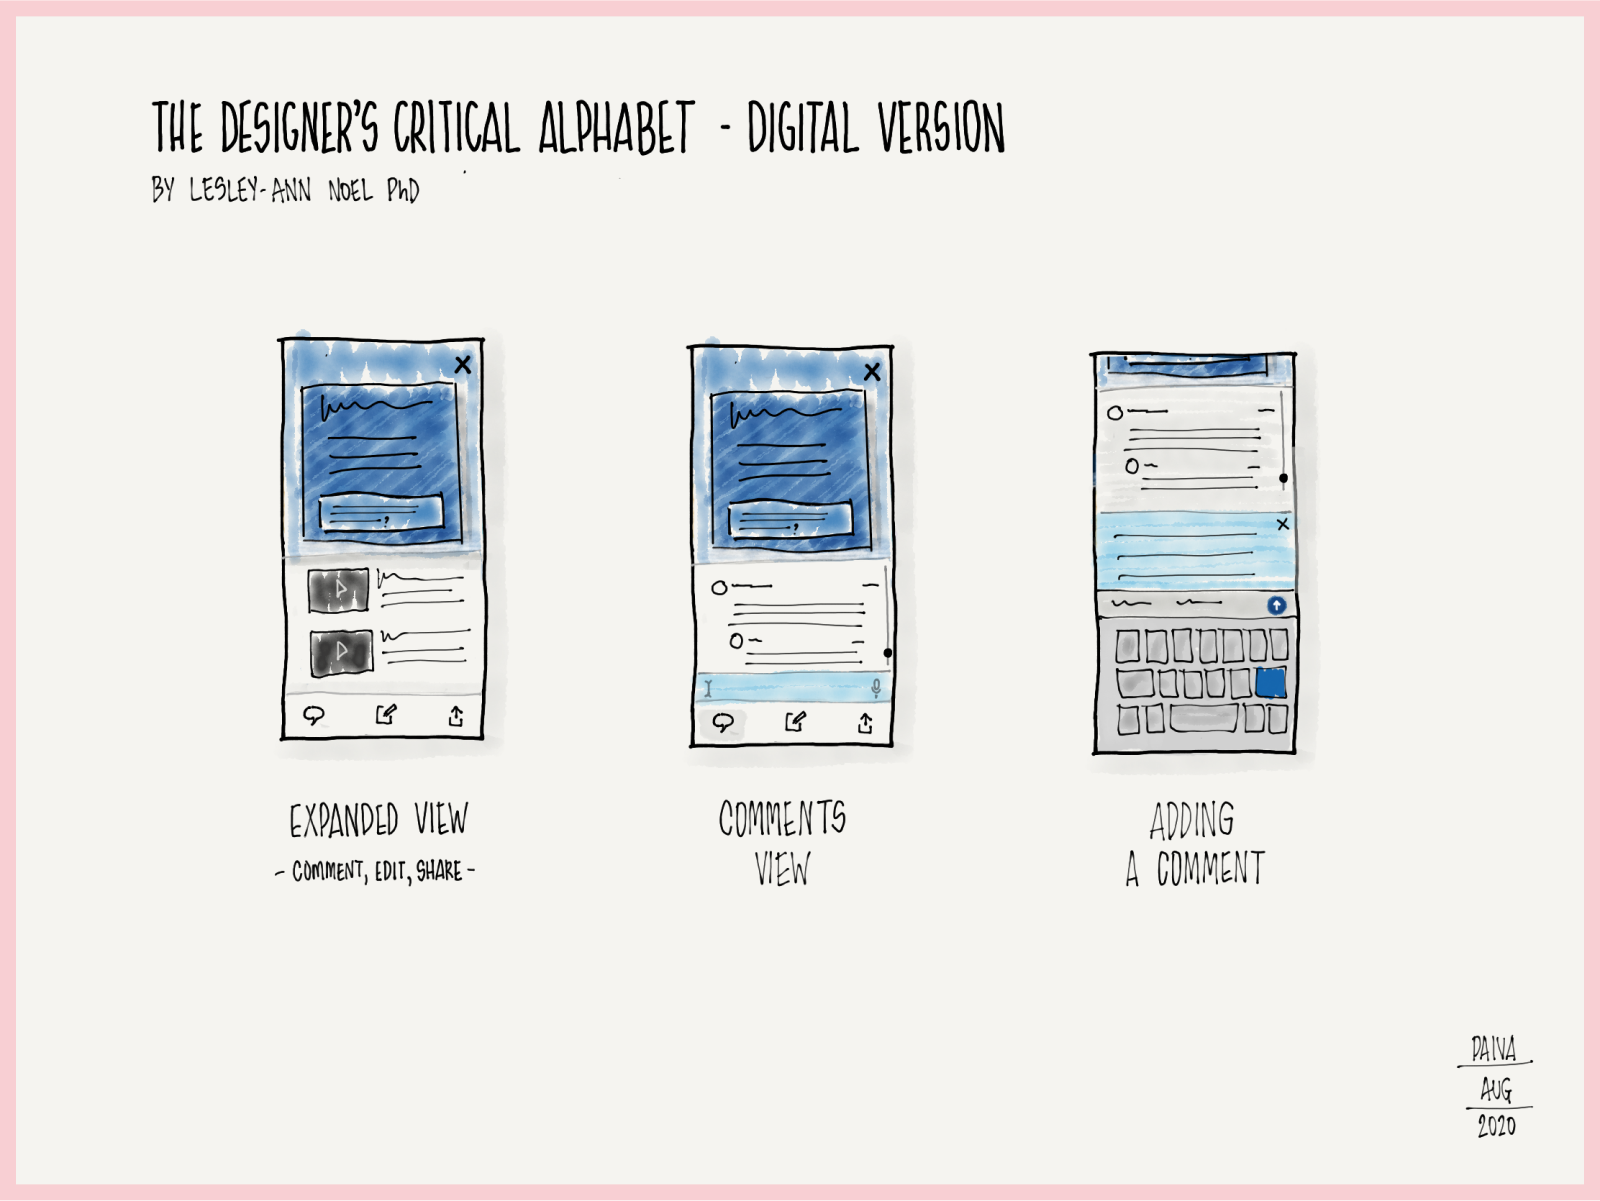 THE DESIGNER'S CRITICAL ALPHABET - DIGITAL VERSION
BY LESLEY-ANN NOEL PhD
EXPANDED VIEW
- COMMENT, EDIT, SHARE -
COMMENTS
VIEW
ADDING
A COMMENT
PAIVA
AUG
2020